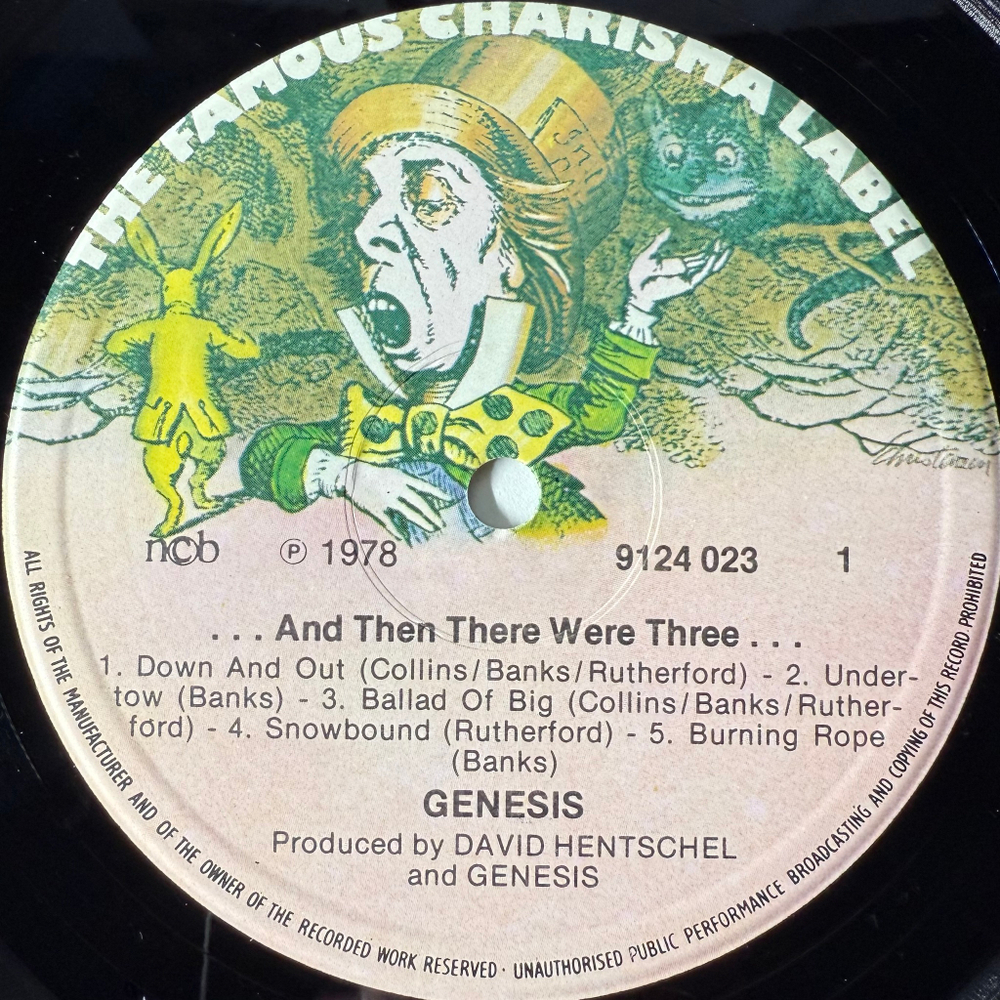 THE FAMOUS CHARISMA LABEL
ncb
℗ 1978
9124 023
1
...And Then There Were Three...
1. Down And Out (Collins/Banks/Rutherford) - 2. Under-
tow (Banks) - 3. Ballad Of Big (Collins/Banks/Ruther-
ford) - 4. Snowbound (Rutherford) - 5. Burning Rope
(Banks)
GENESIS
Produced by DAVID HENTSCHEL
and GENESIS
ALL RIGHTS OF THE MANUFACTURER AND OF THE OWNER OF THE RECORDED WORK RESERVED · UNAUTHORISED PUBLIC PERFORMANCE BROADCASTING AND COPYING OF THIS RECORD PROHIBITED